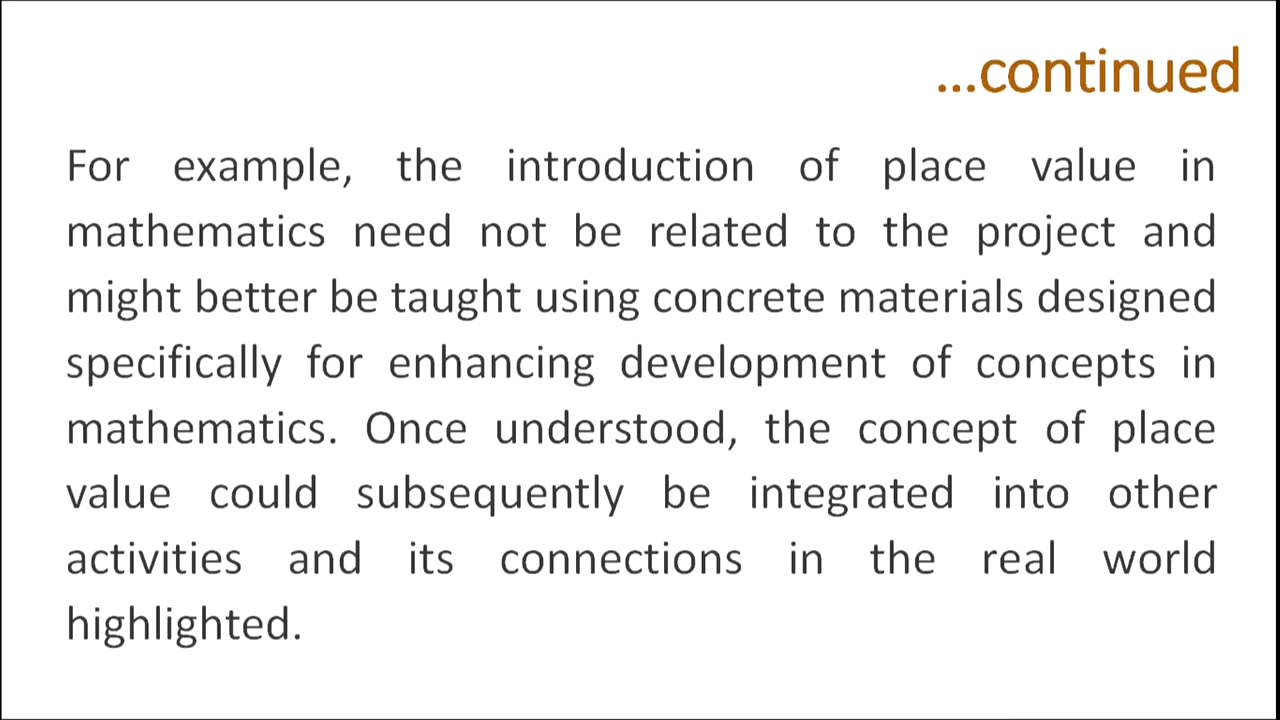 ...continued
For example, the introduction of place value in
mathematics need not be related to the project and
might better be taught using concrete materials designed
specifically for enhancing development of concepts in
mathematics. Once understood, the concept of place
value could subsequently be integrated into other
activities and its connections in the real world
highlighted.